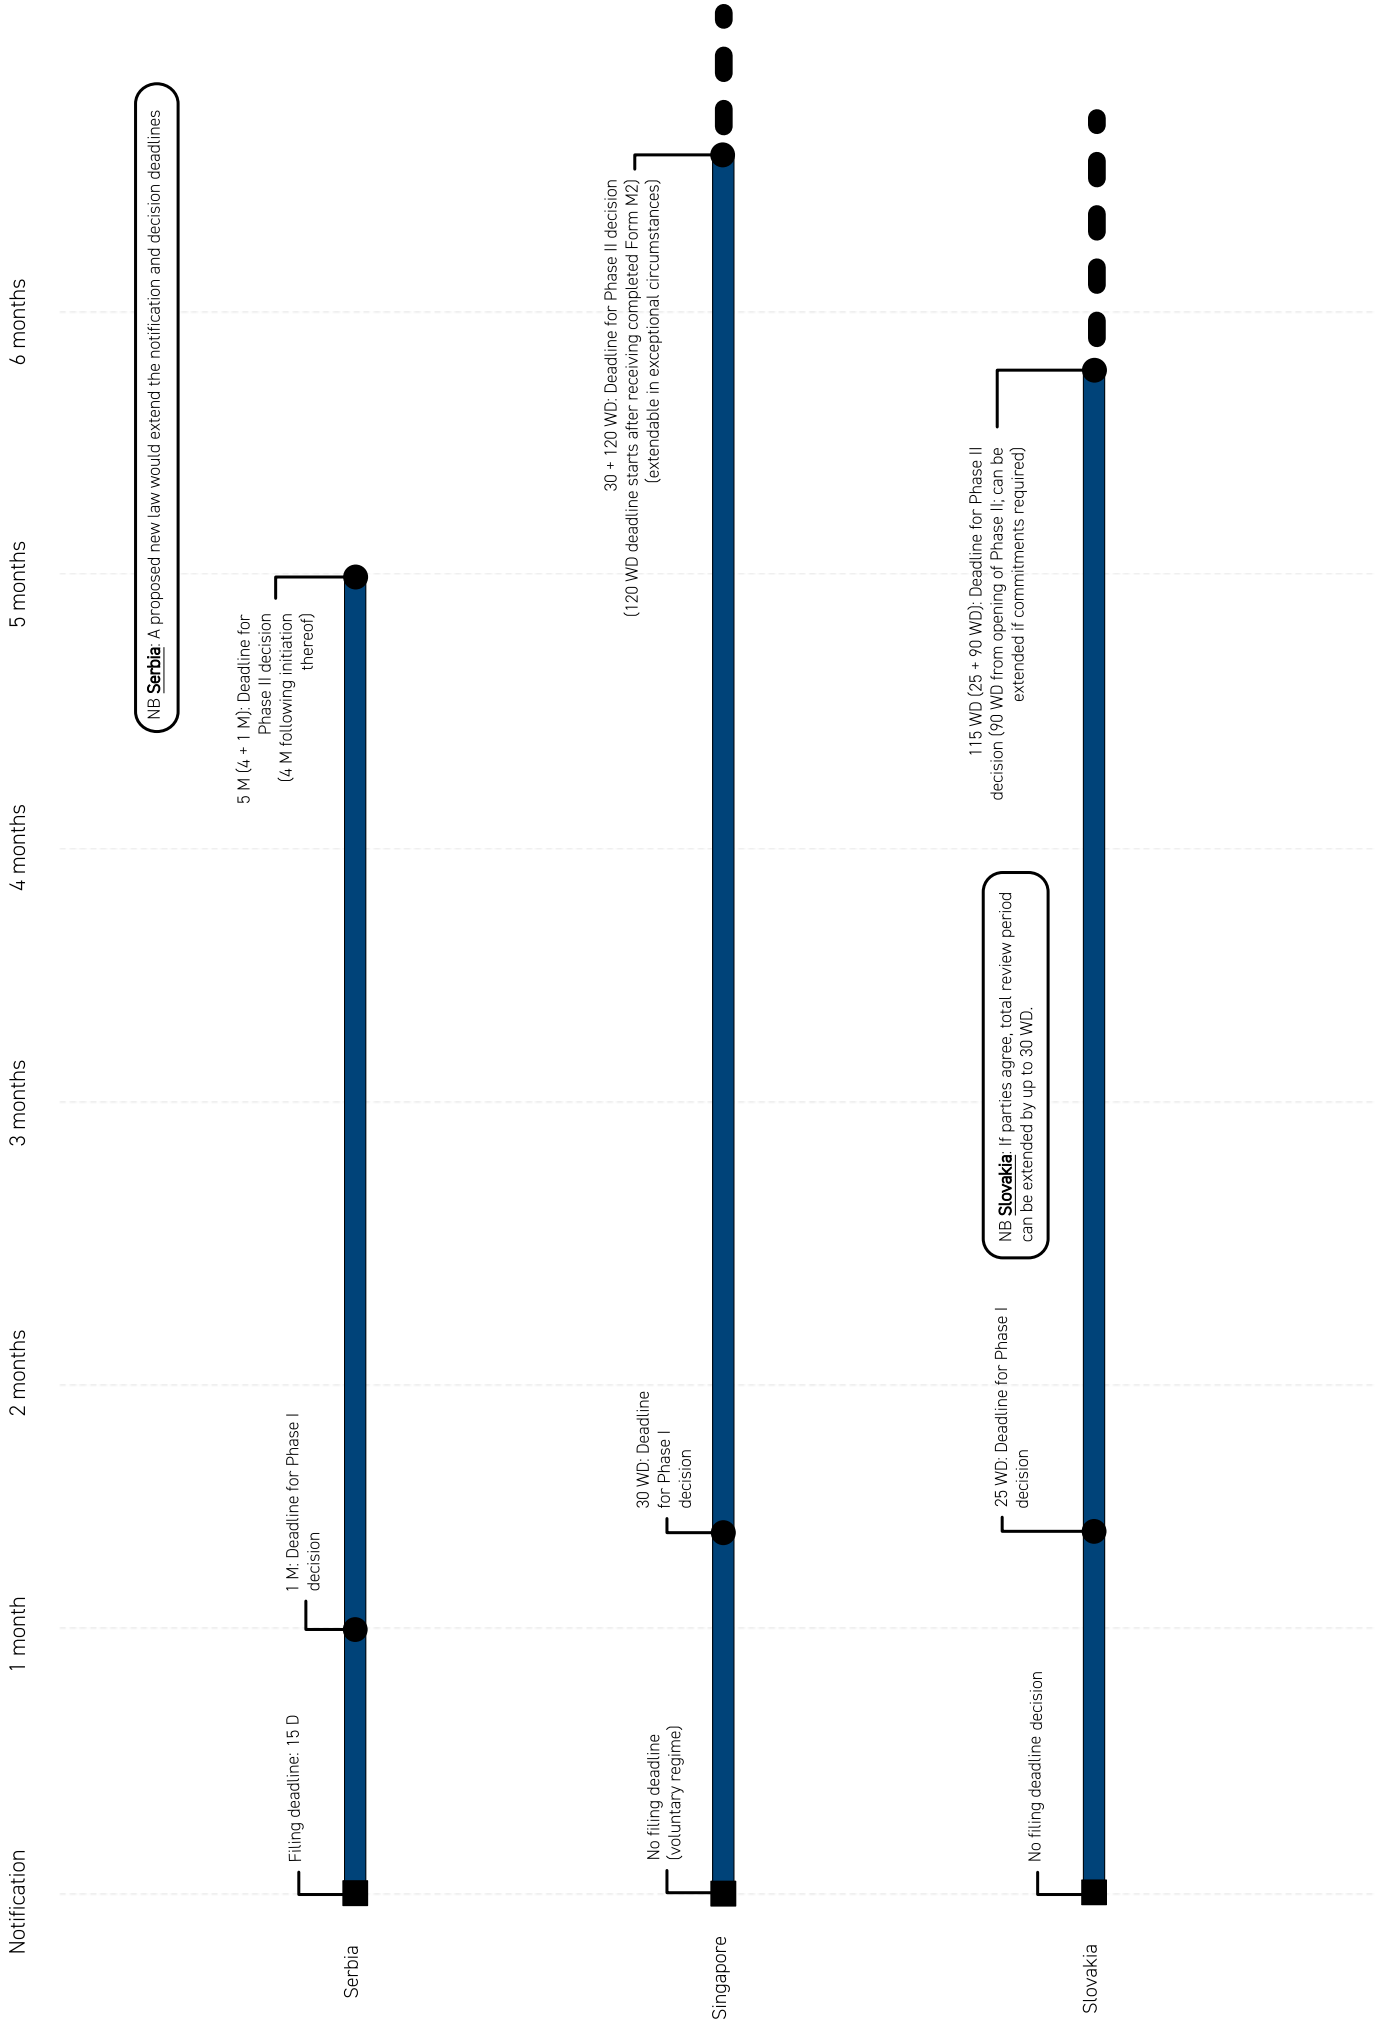 Notification
1 month
2 months
3 months
4 months
5 months
6 months
NB Serbia: A proposed new law would extend the notification and decision deadlines
Serbia
Filing deadline: 15 D
1 M: Deadline for Phase I
decision
5 M (4 + 1 M): Deadline for
Phase II decision
(4 M following initiation
thereof)
Singapore
No filing deadline
(voluntary regime)
30 WD: Deadline
for Phase I
decision
30 + 120 WD: Deadline for Phase II decision
(120 WD deadline starts after receiving completed Form M2)
(extendable in exceptional circumstances)
Slovakia
No filing deadline decision
25 WD: Deadline for Phase I
decision
NB Slovakia: If parties agree, total review period
can be extended by up to 30 WD.
115 WD (25 + 90 WD): Deadline for Phase II
decision (90 WD from opening of Phase II; can be
extended if commitments required)